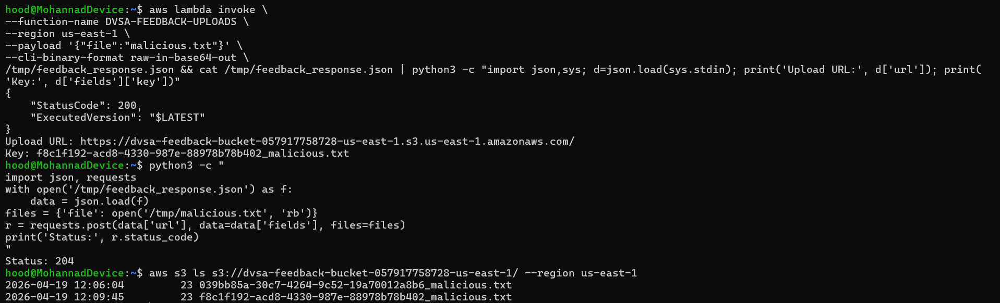 hood@MohannadDevice:~$ aws lambda invoke \
--function-name DVSA-FEEDBACK-UPLOADS \
--region us-east-1 \
--payload '{"file":"malicious.txt"}' \
--cli-binary-format raw-in-base64-out \
/tmp/feedback_response.json && cat /tmp/feedback_response.json | python3 -c "import json,sys; d=json.load(sys.stdin); print('Upload URL:', d['url']); print(
'Key:', d['fields']['key'])"
{
    "StatusCode": 200,
    "ExecutedVersion": "$LATEST"
}
Upload URL: https://dvsa-feedback-bucket-057917758728-us-east-1.s3.us-east-1.amazonaws.com/
Key: f8c1f192-acd8-4330-987e-88978b78b402_malicious.txt
hood@MohannadDevice:~$ python3 -c "
import json, requests
with open('/tmp/feedback_response.json') as f:
    data = json.load(f)
files = {'file': open('/tmp/malicious.txt', 'rb')}
r = requests.post(data['url'], data=data['fields'], files=files)
print('Status:', r.status_code)
"
Status: 204
hood@MohannadDevice:~$ aws s3 ls s3://dvsa-feedback-bucket-057917758728-us-east-1/ --region us-east-1
2026-04-19 12:06:04         23 039bb85a-30c7-4264-9c52-19a70012a8b6_malicious.txt
2026-04-19 12:09:45         23 f8c1f192-acd8-4330-987e-88978b78b402_malicious.txt